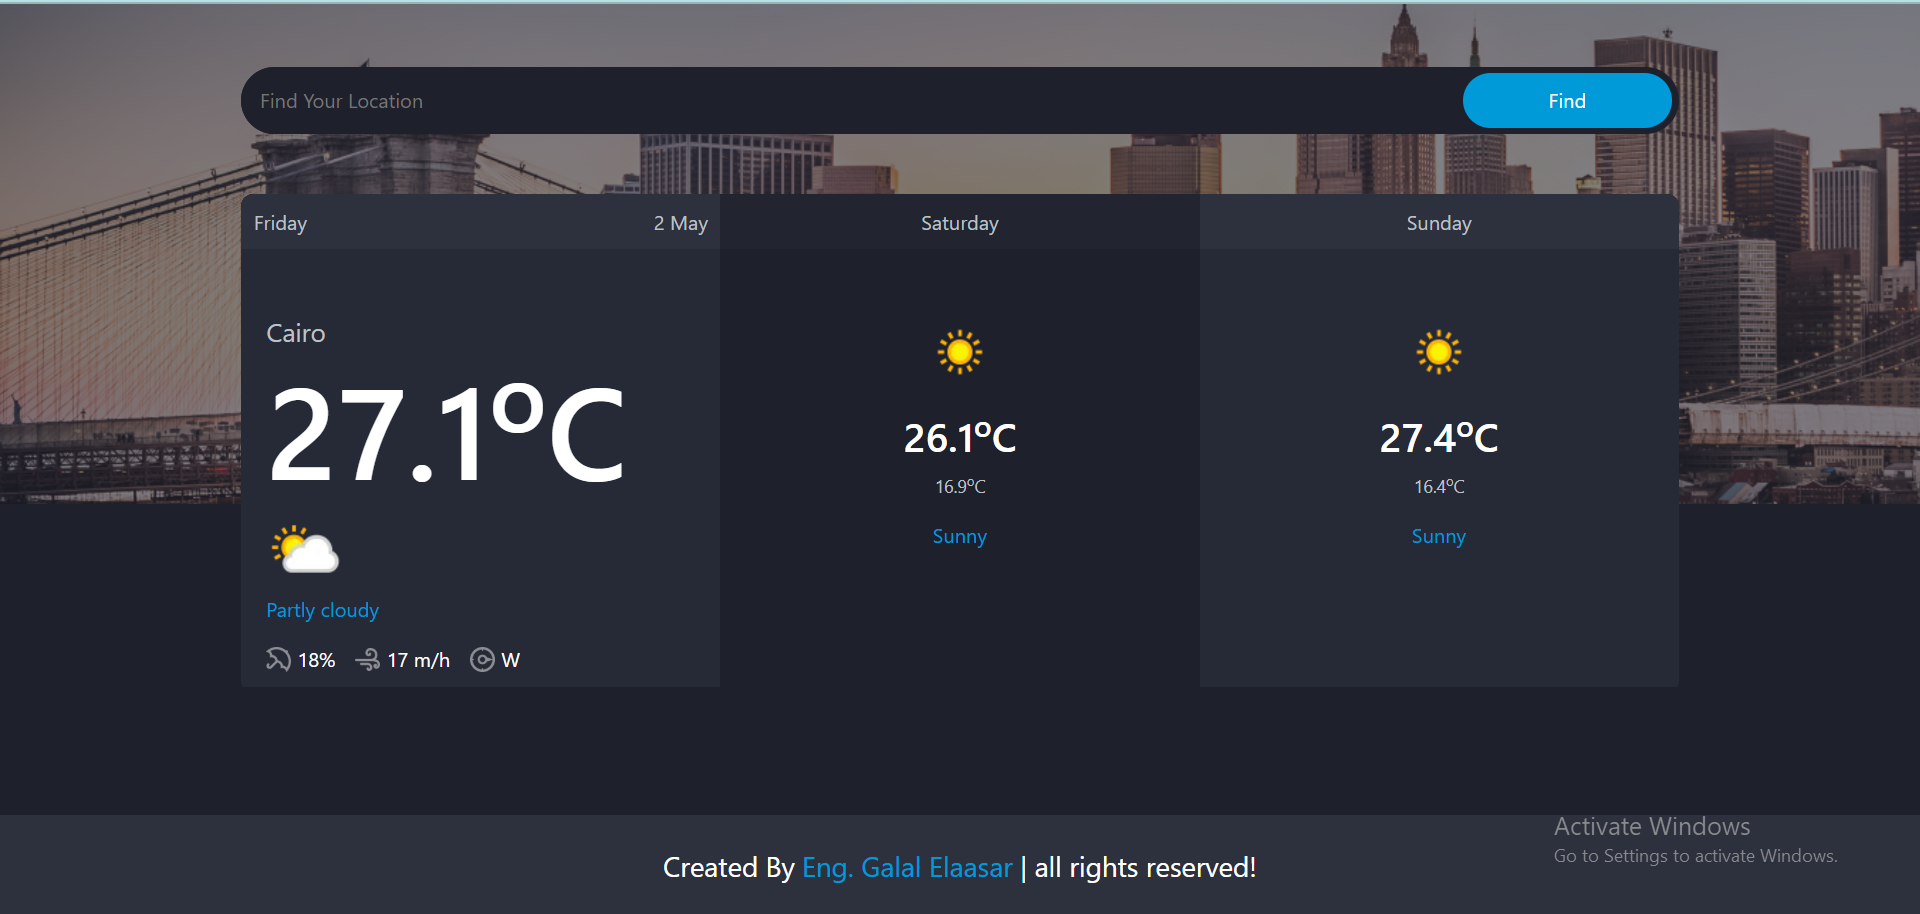 Find Your Location
Find
Friday
2 May
Saturday
Sunday
Cairo
27.1°C
Partly cloudy
18%
17 m/h
W
26.1°C
16.9°C
Sunny
27.4°C
16.4°C
Sunny
Activate Windows
Go to Settings to activate Windows.
Created By Eng. Galal Elaasar | all rights reserved!